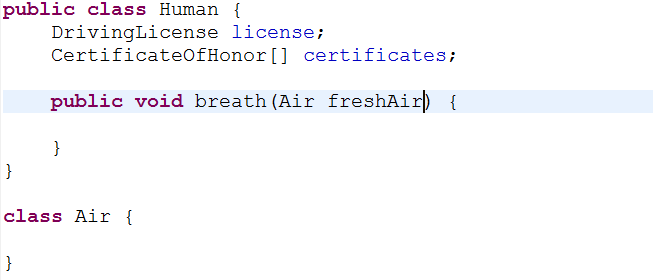 public class Human {
    DrivingLicense license;
    CertificateOfHonor[] certificates;
    public void breath(Air freshAir) {
    }
}
class Air {
}